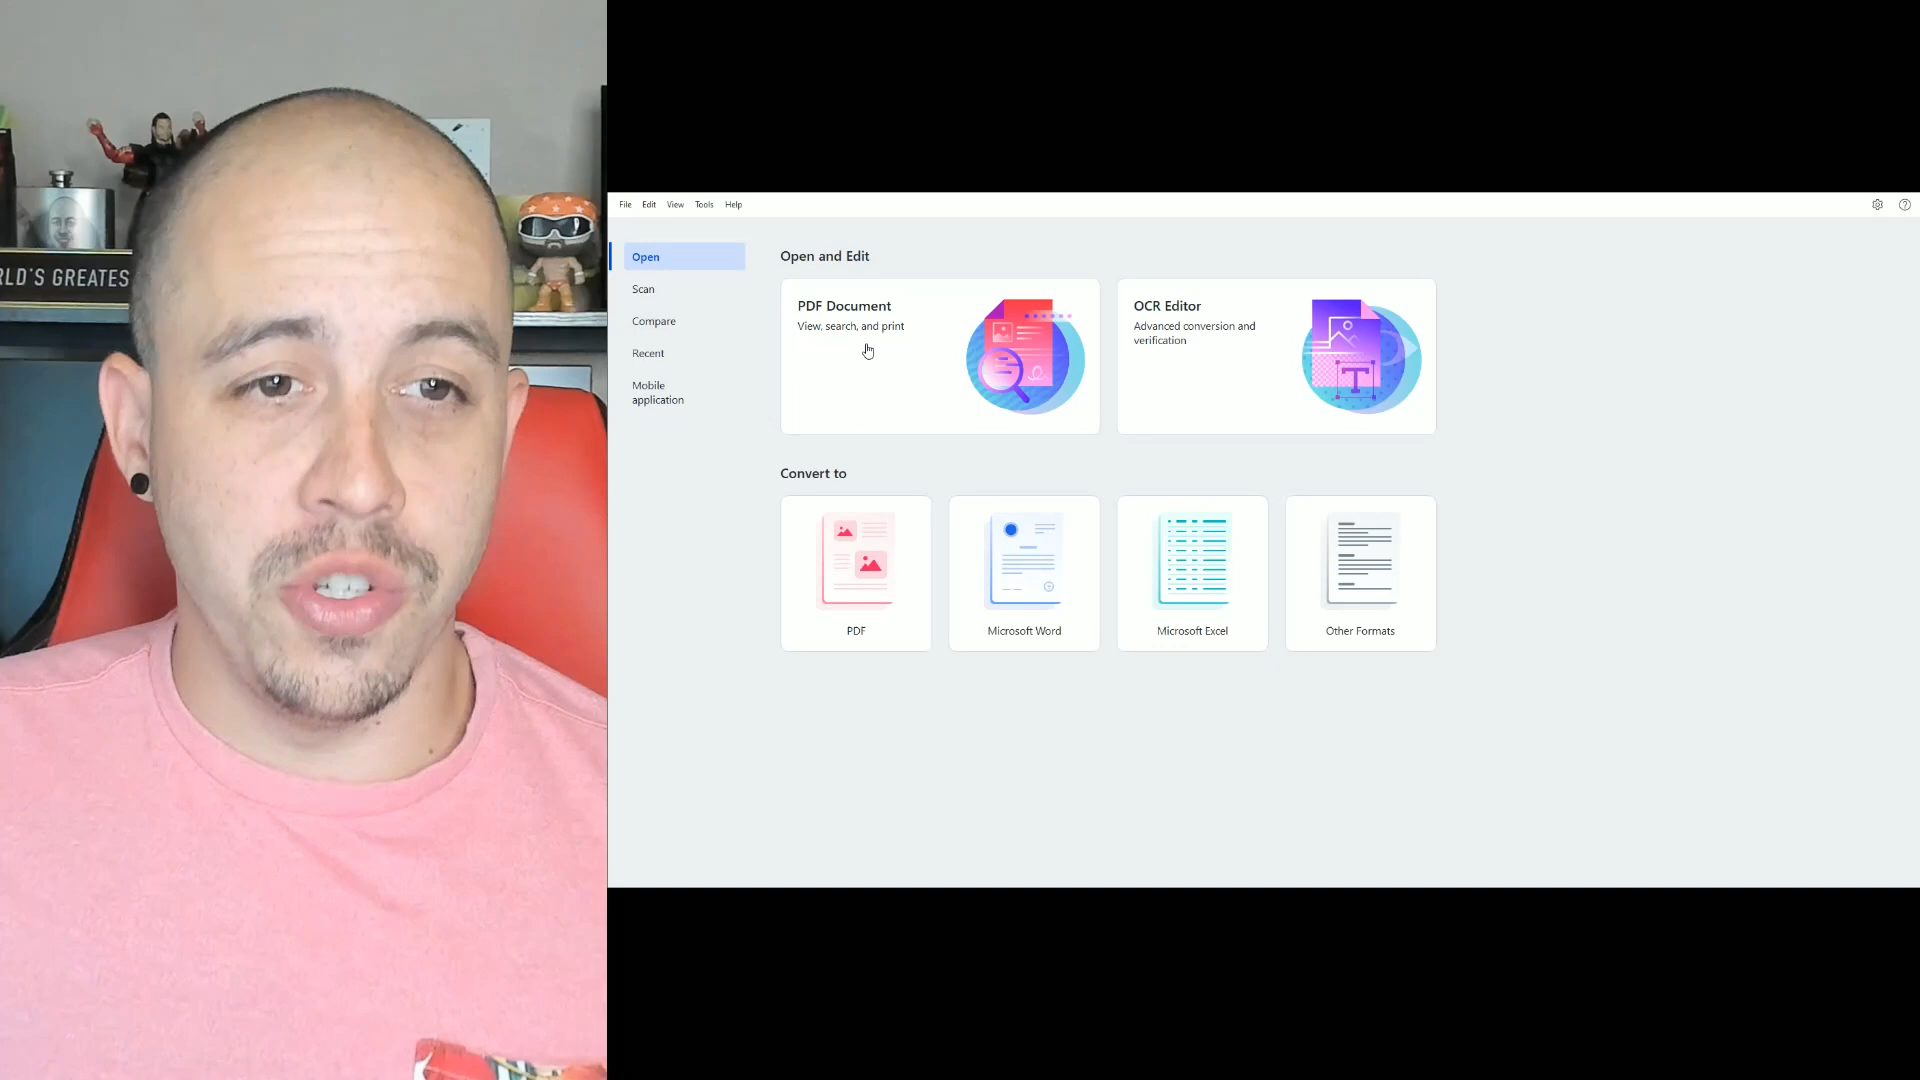 RLD'S GREATES
File Edit View Tools Help
Open
Scan
Compare
Recent
Mobile
application
Open and Edit
PDF Document
View, search, and print
OCR Editor
Advanced conversion and
verification
T
Convert to
PDF
Microsoft Word
Microsoft Excel
Other Formats